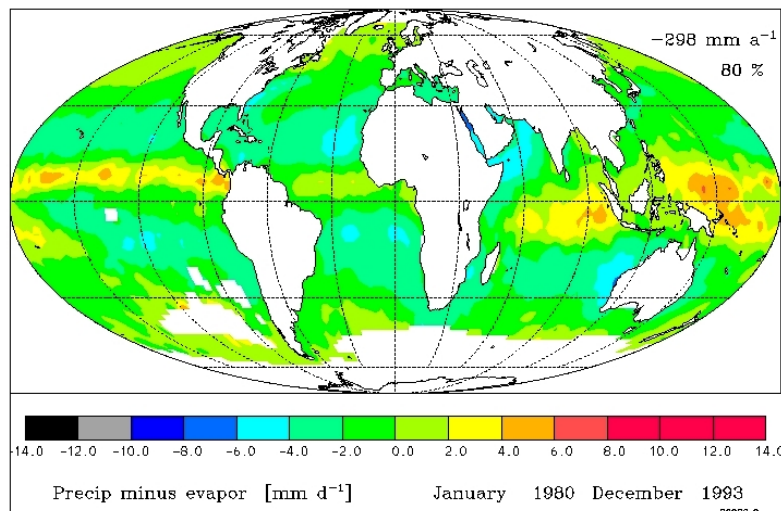 −298 mm a⁻¹
80 %
-14.0 -12.0 -10.0 -8.0 -6.0 -4.0 -2.0 0.0 2.0 4.0 6.0 8.0 10.0 12.0 14.0
Precip minus evapor [mm d⁻¹] January 1980 December 1993